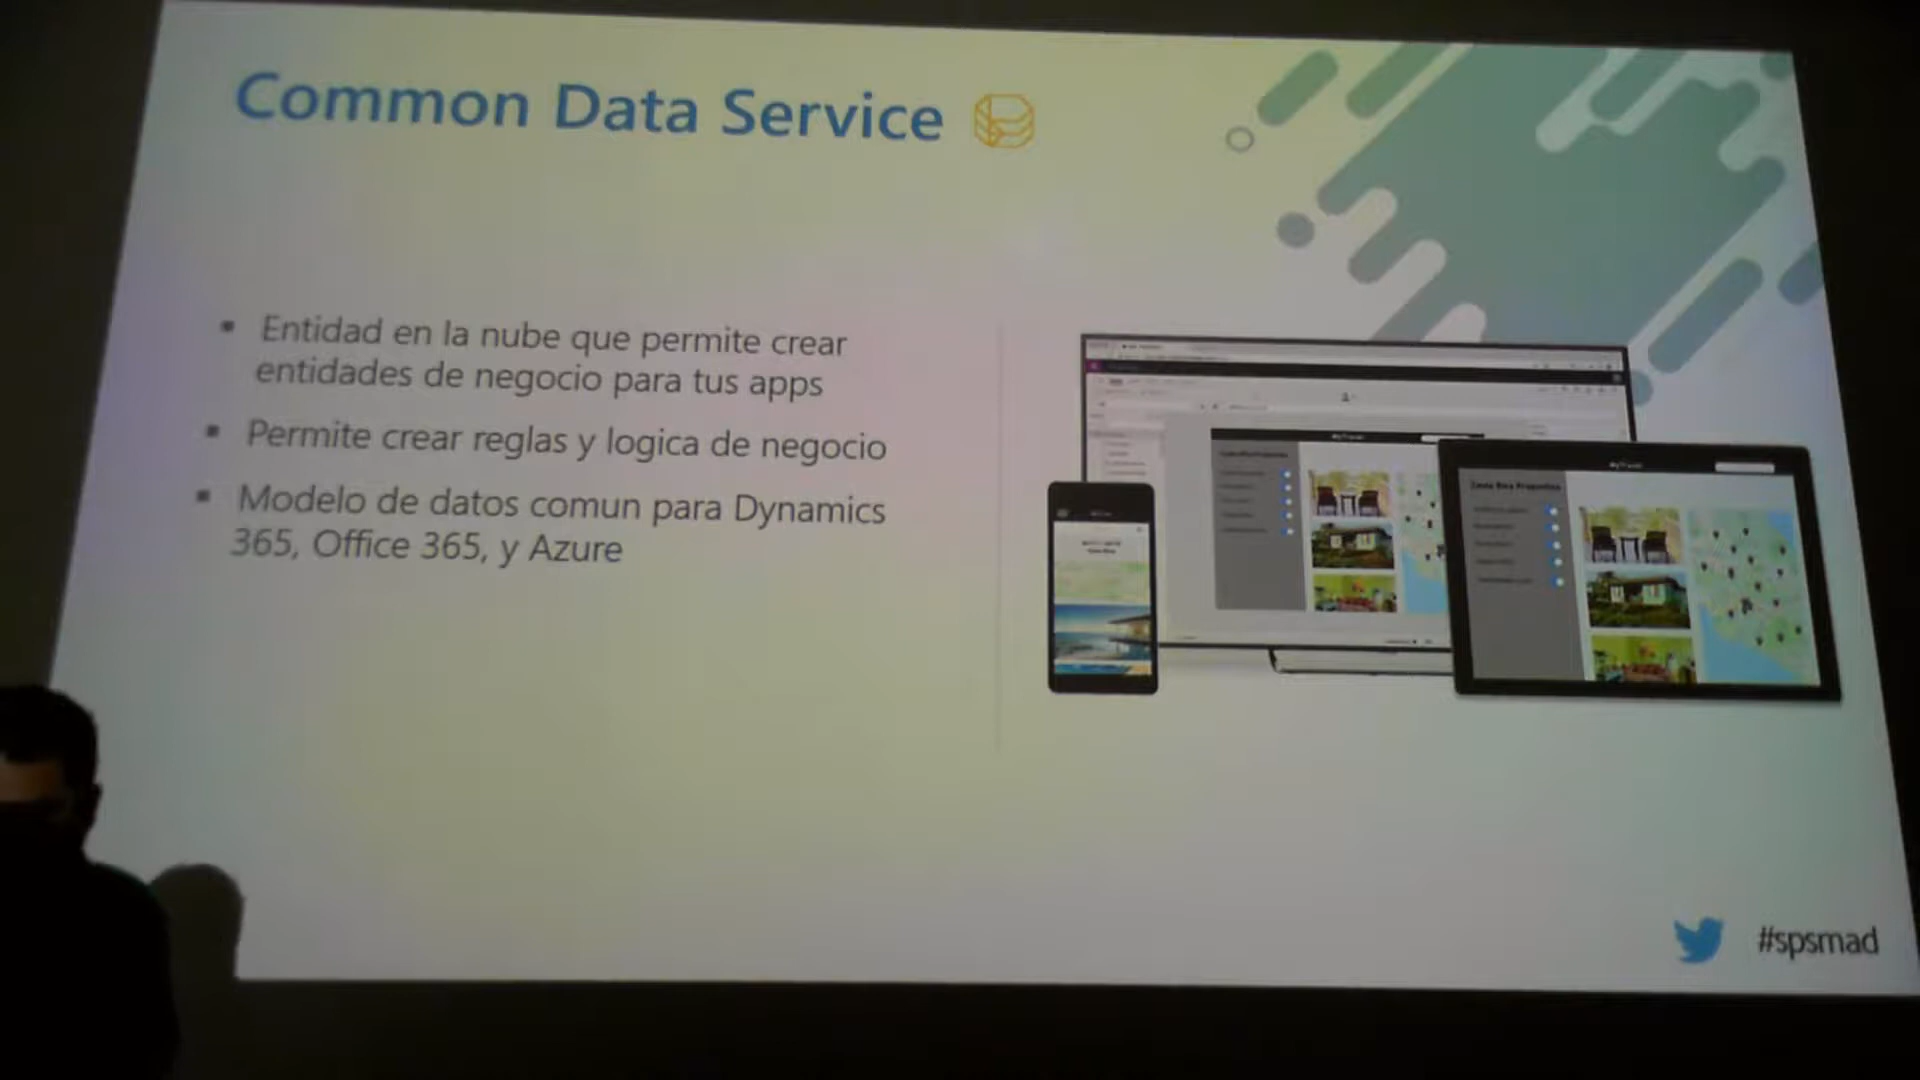 Common Data Service
▪ Entidad en la nube que permite crear
entidades de negocio para tus apps
▪ Permite crear reglas y logica de negocio
▪ Modelo de datos comun para Dynamics
365, Office 365, y Azure
#spsmad